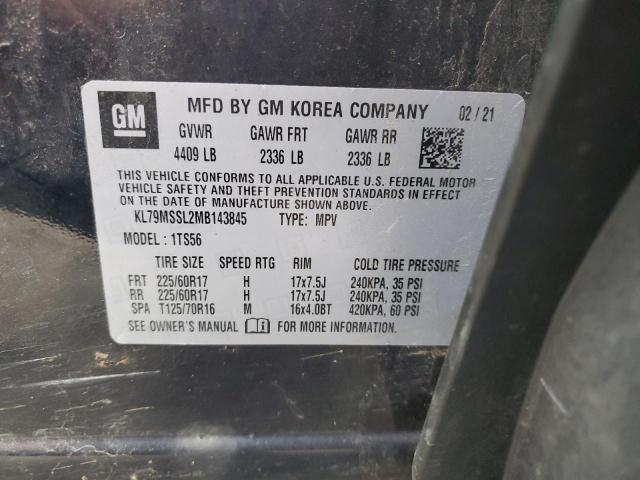 GM
MFD BY GM KOREA COMPANY 02/21
GVWR GAWR FRT GAWR RR
4409 LB 2336 LB 2336 LB
THIS VEHICLE CONFORMS TO ALL APPLICABLE U.S. FEDERAL MOTOR
VEHICLE SAFETY AND THEFT PREVENTION STANDARDS IN EFFECT
ON THE DATE OF MANUFACTURE SHOWN ABOVE.
KL79MSSL2MB143845 TYPE: MPV
MODEL: 1TS56
TIRE SIZE SPEED RTG RIM COLD TIRE PRESSURE
FRT 225/60R17 H 17x7.5J 240KPA, 35 PSI
RR 225/60R17 H 17x7.5J 240KPA, 35 PSI
SPA T125/70R16 M 16x4.0BT 420KPA, 60 PSI
SEE OWNER'S MANUAL FOR MORE INFORMATION.